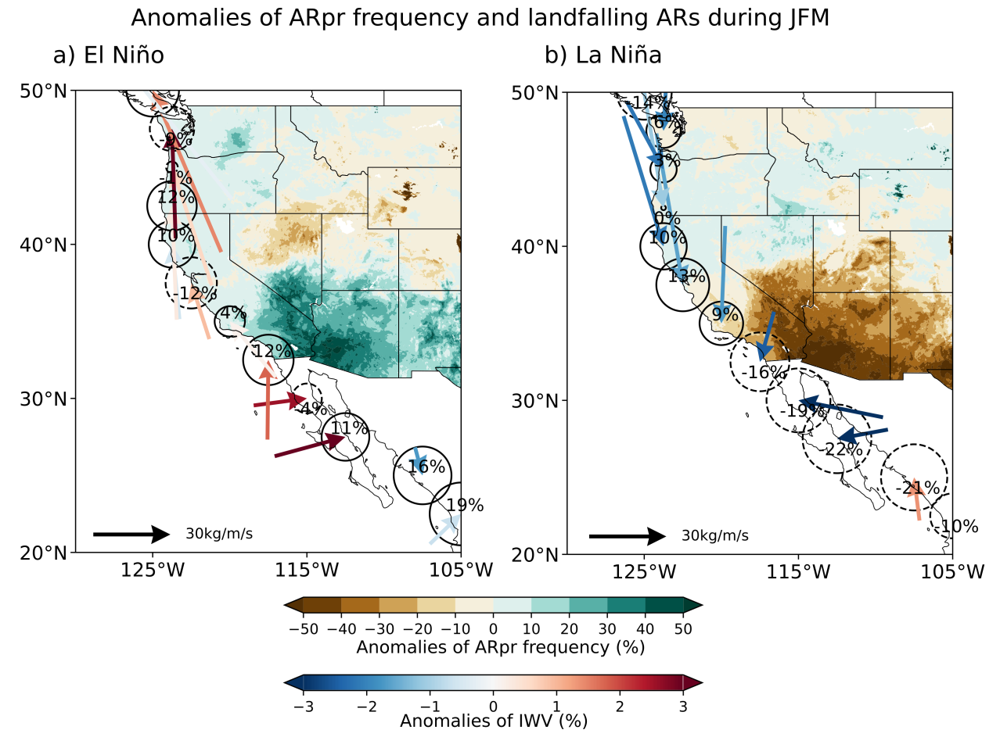 Anomalies of ARpr frequency and landfalling ARs during JFM
a) El Niño
50°N
40°N
30°N
20°N
-9%
-1%
12%
10%
-12%
4%
12%
-4%
11%
16%
19%
30kg/m/s
125°W 115°W 105°W
b) La Niña
50°N
40°N
30°N
20°N
-14%
6%
3%
0%
10%
13%
9%
-16%
-19%
-22%
-21%
-10%
30kg/m/s
125°W 115°W 105°W
−50 −40 −30 −20 −10 0 10 20 30 40 50
Anomalies of ARpr frequency (%)
−3 −2 −1 0 1 2 3
Anomalies of IWV (%)